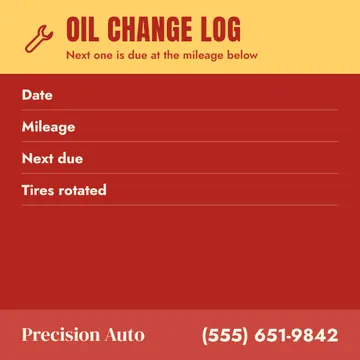 OIL CHANGE LOG
Next one is due at the mileage below
Date
Mileage
Next due
Tires rotated
Precision Auto (555) 651-9842